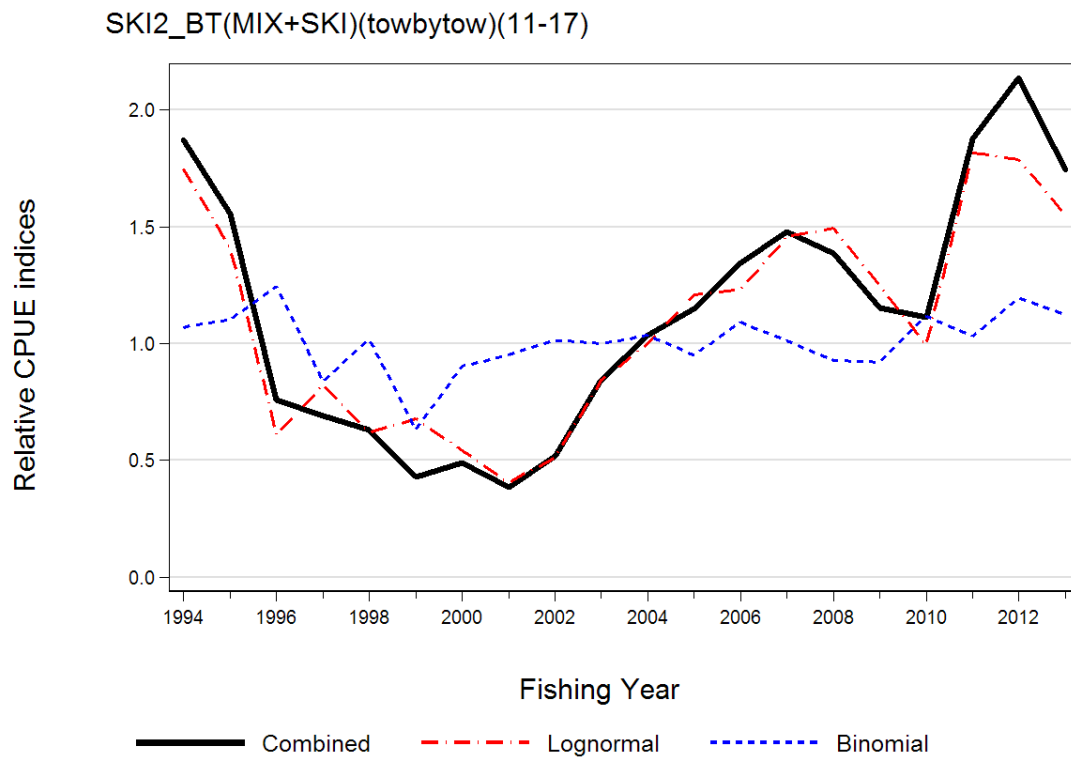 SKI2_BT(MIX+SKI)(towbytow)(11-17)
Relative CPUE indices
2.0
1.5
1.0
0.5
0.0
1994 1996 1998 2000 2002 2004 2006 2008 2010 2012
Fishing Year
Combined Lognormal Binomial